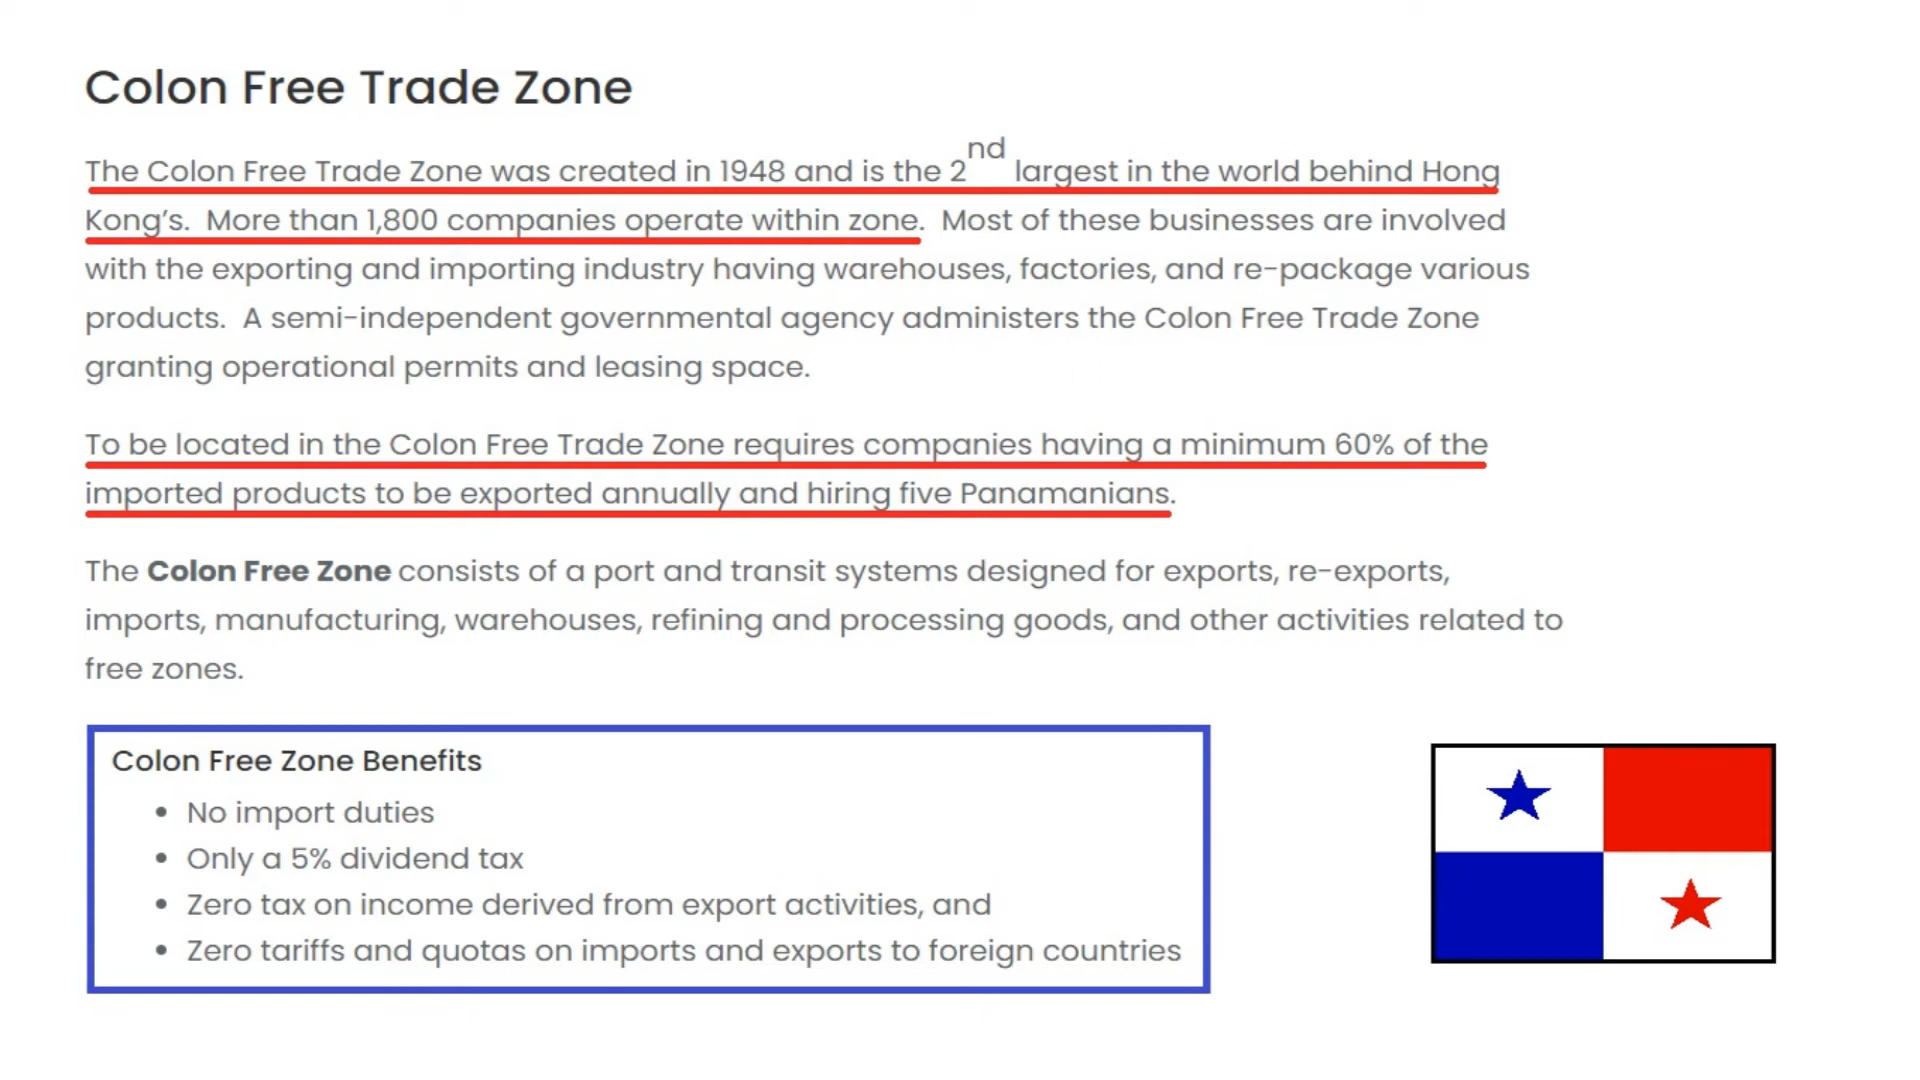 Colon Free Trade Zone
The Colon Free Trade Zone was created in 1948 and is the 2nd largest in the world behind Hong
Kong’s.  More than 1,800 companies operate within zone.  Most of these businesses are involved
with the exporting and importing industry having warehouses, factories, and re-package various
products.  A semi-independent governmental agency administers the Colon Free Trade Zone
granting operational permits and leasing space.
To be located in the Colon Free Trade Zone requires companies having a minimum 60% of the
imported products to be exported annually and hiring five Panamanians.
The Colon Free Zone consists of a port and transit systems designed for exports, re-exports,
imports, manufacturing, warehouses, refining and processing goods, and other activities related to
free zones.
Colon Free Zone Benefits
• No import duties
• Only a 5% dividend tax
• Zero tax on income derived from export activities, and
• Zero tariffs and quotas on imports and exports to foreign countries